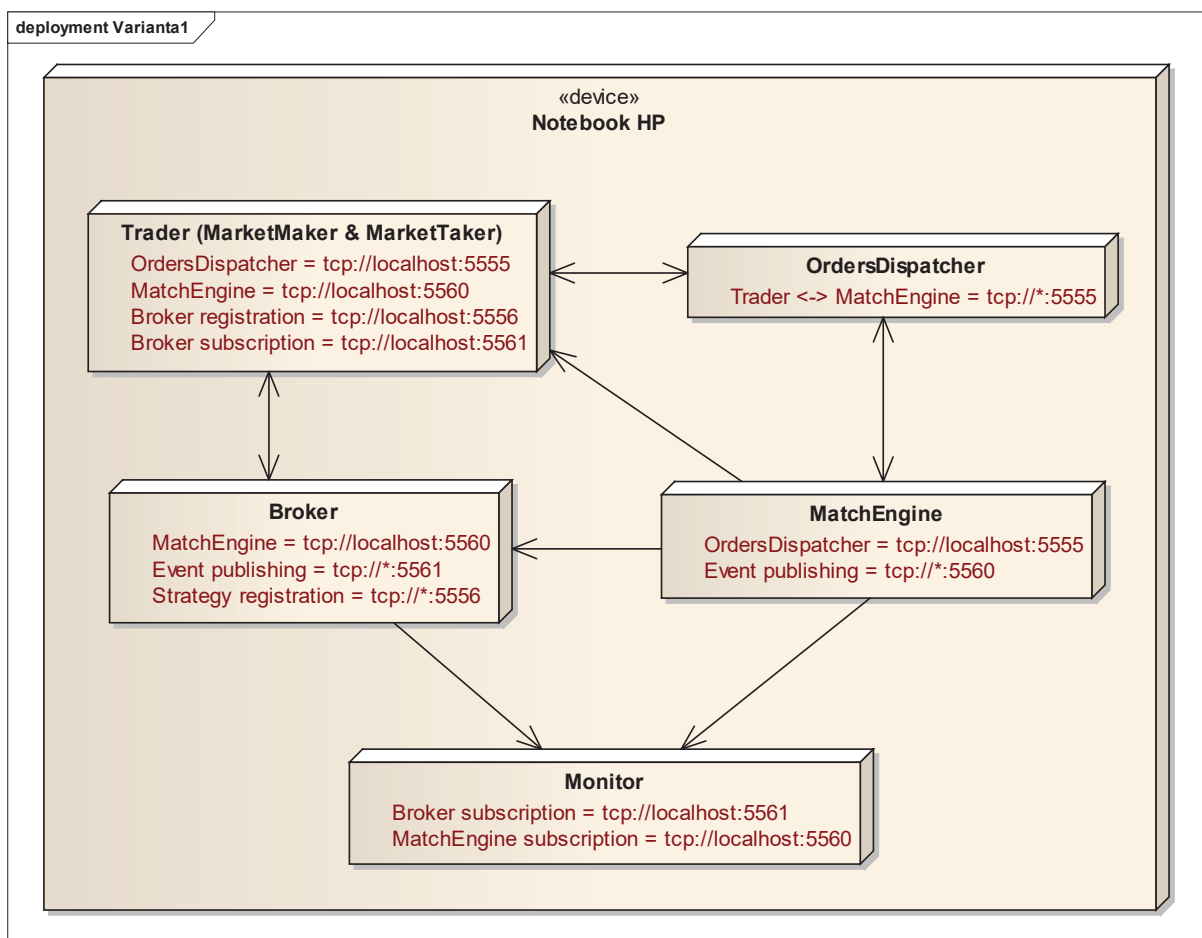 deployment Varianta1
«device»
Notebook HP
Trader (MarketMaker & MarketTaker)
OrdersDispatcher = tcp://localhost:5555
MatchEngine = tcp://localhost:5560
Broker registration = tcp://localhost:5556
Broker subscription = tcp://localhost:5561
OrdersDispatcher
Trader <-> MatchEngine = tcp://*:5555
Broker
MatchEngine = tcp://localhost:5560
Event publishing = tcp://*:5561
Strategy registration = tcp://*:5556
MatchEngine
OrdersDispatcher = tcp://localhost:5555
Event publishing = tcp://*:5560
Monitor
Broker subscription = tcp://localhost:5561
MatchEngine subscription = tcp://localhost:5560